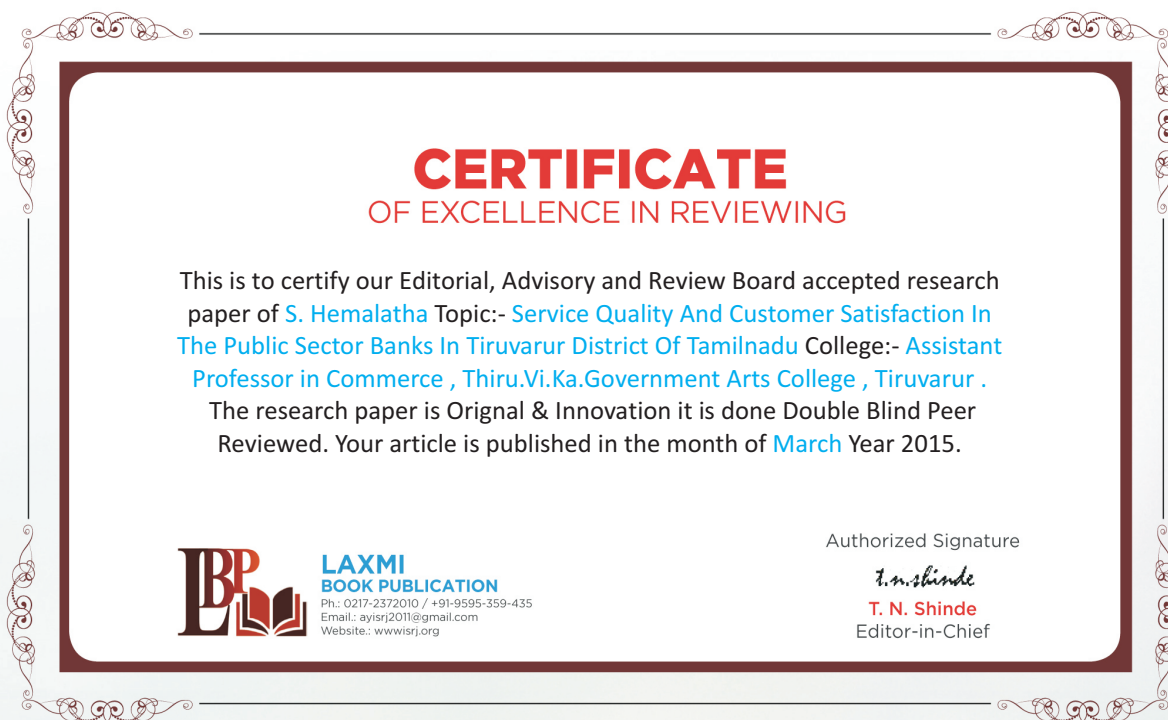 CERTIFICATE
OF EXCELLENCE IN REVIEWING
This is to certify our Editorial, Advisory and Review Board accepted research
paper of S. Hemalatha Topic:- Service Quality And Customer Satisfaction In
The Public Sector Banks In Tiruvarur District Of Tamilnadu College:- Assistant
Professor in Commerce , Thiru.Vi.Ka.Government Arts College , Tiruvarur .
The research paper is Orignal & Innovation it is done Double Blind Peer
Reviewed. Your article is published in the month of March Year 2015.
LBP
LAXMI
BOOK PUBLICATION
Ph.: 0217-2372010 / +91-9595-359-435
Email.: ayisrj2011@gmail.com
Website.: wwwisrj.org
Authorized Signature
t.n.shinde
T. N. Shinde
Editor-in-Chief